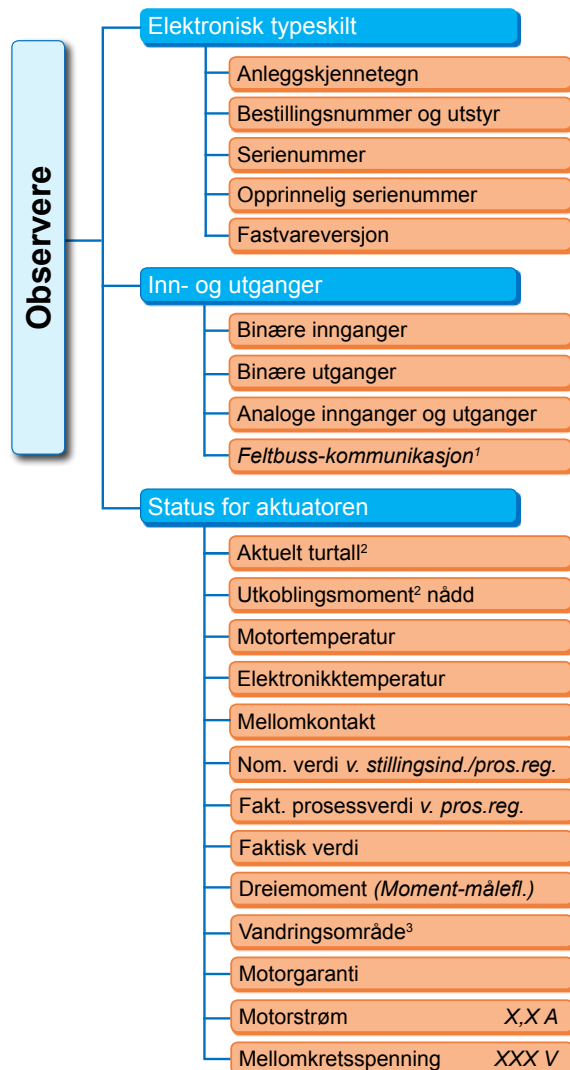 Observere
Elektronisk typeskilt
Anleggskjennetegn
Bestillingsnummer og utstyr
Serienummer
Opprinnelig serienummer
Fastvareversjon
Inn- og utganger
Binære innganger
Binære utganger
Analoge innganger og utganger
Feltbuss-kommunikasjon¹
Status for aktuatoren
Aktuelt turtall²
Utkoblingsmoment² nådd
Motortemperatur
Elektronikktemperatur
Mellomkontakt
Nom. verdi v. stillingsind./pros.reg.
Fakt. prosessverdi v. pros.reg.
Faktisk verdi
Dreiemoment (Moment-målefl.)
Vandringsområde³
Motorgaranti
Motorstrøm X,X A
Mellomkretsspenning XXX V